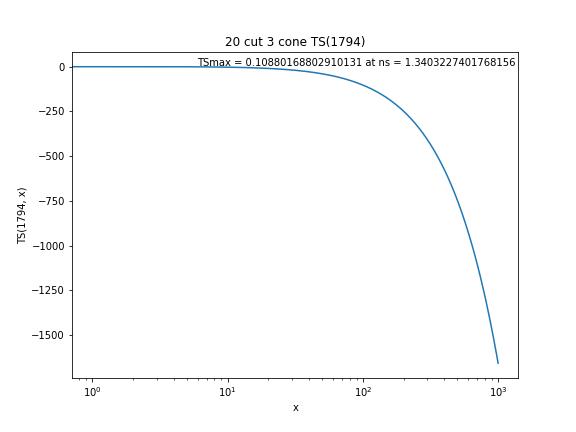 20 cut 3 cone TS(1794)
TSmax = 0.10880168802910131 at ns = 1.3403227401768156
0
−250
−500
−750
−1000
−1250
−1500
TS(1794, x)
10⁰
10¹
10²
10³
x